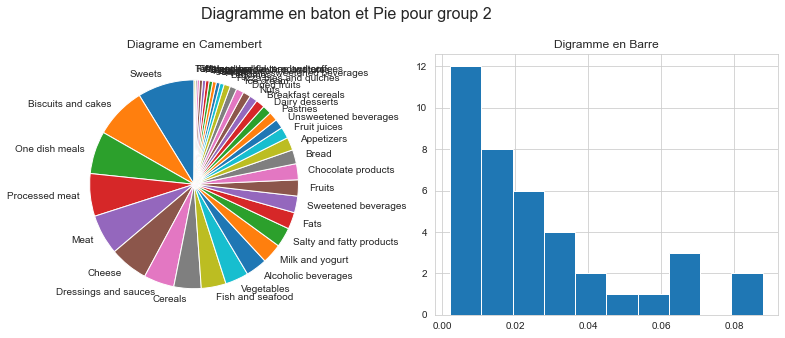 Diagramme en baton et Pie pour group 2
Diagrame en Camembert
Sweets
Biscuits and cakes
One dish meals
Processed meat
Meat
Cheese
Dressings and sauces
Cereals
Fish and seafood
Vegetables
Alcoholic beverages
Milk and yogurt
Salty and fatty products
Fats
Sweetened beverages
Fruits
Chocolate products
Bread
Appetizers
Fruit juices
Unsweetened beverages
Pastries
Dairy desserts
Breakfast cereals
Nuts
Dried fruits
Digramme en Barre
12
10
8
6
4
2
0
0.00
0.02
0.04
0.06
0.08